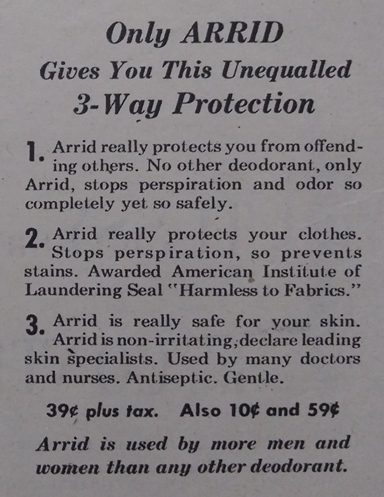 Only ARRID
Gives You This Unequalled
3-Way Protection
1. Arrid really protects you from offend-
ing others. No other deodorant, only
Arrid, stops perspiration and odor so
completely yet so safely.
2. Arrid really protects your clothes.
Stops perspiration, so prevents
stains. Awarded American Institute of
Laundering Seal "Harmless to Fabrics."
3. Arrid is really safe for your skin.
Arrid is non-irritating, declare leading
skin specialists. Used by many doctors
and nurses. Antiseptic. Gentle.
39¢ plus tax. Also 10¢ and 59¢
Arrid is used by more men and
women than any other deodorant.